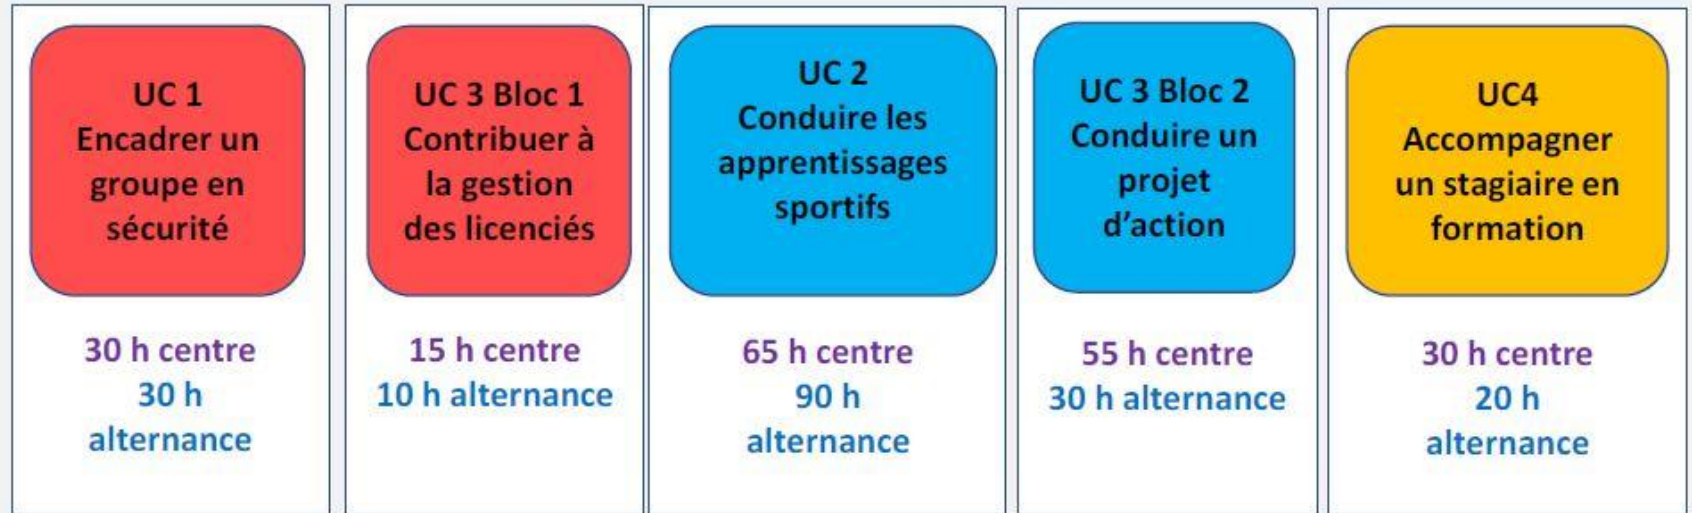 UC 1
Encadrer un
groupe en
sécurité
30 h centre
30 h
alternance
UC 3 Bloc 1
Contribuer à
la gestion
des licenciés
15 h centre
10 h alternance
UC 2
Conduire les
apprentissages
sportifs
65 h centre
90 h
alternance
UC 3 Bloc 2
Conduire un
projet
d’action
55 h centre
30 h alternance
UC4
Accompagner
un stagiaire en
formation
30 h centre
20 h
alternance